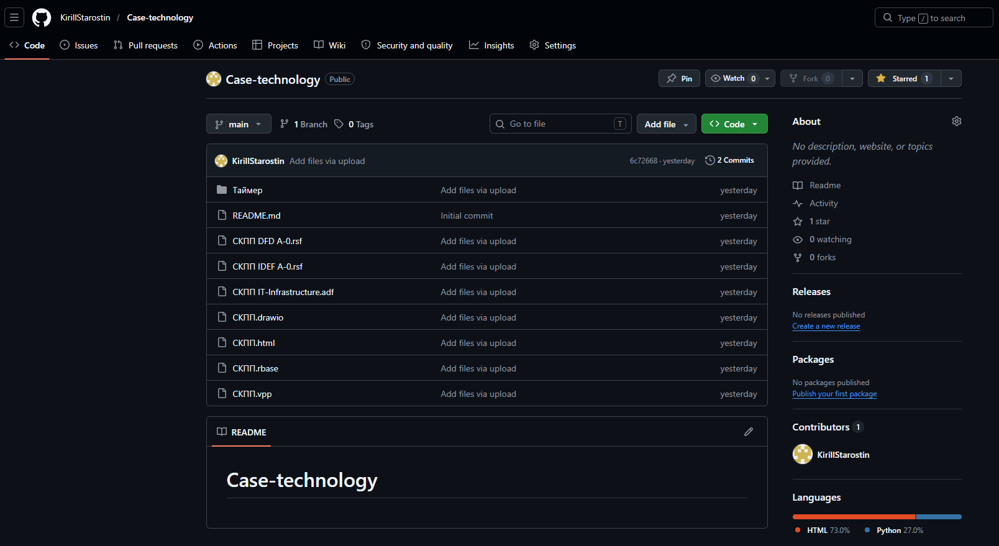 KirillStarostin / Case-technology
Type / to search
Code Issues Pull requests Actions Projects Wiki Security and quality Insights Settings
Case-technology Public
Pin Watch 0 Fork 0 Starred 1
main 1 Branch 0 Tags Go to file T Add file Code
KirillStarostin Add files via upload 6c72668 · yesterday 2 Commits
Таймер Add files via upload yesterday
README.md Initial commit yesterday
СКПП DFD A-0.rsf Add files via upload yesterday
СКПП IDEF A-0.rsf Add files via upload yesterday
СКПП IT-Infrastructure.adf Add files via upload yesterday
СКПП.drawio Add files via upload yesterday
СКПП.html Add files via upload yesterday
СКПП.rbase Add files via upload yesterday
СКПП.vpp Add files via upload yesterday
README
Case-technology
About
No description, website, or topics
provided.
Readme
Activity
1 star
0 watching
0 forks
Releases
No releases published
Create a new release
Packages
No packages published
Publish your first package
Contributors 1
KirillStarostin
Languages
HTML 73.0% Python 27.0%